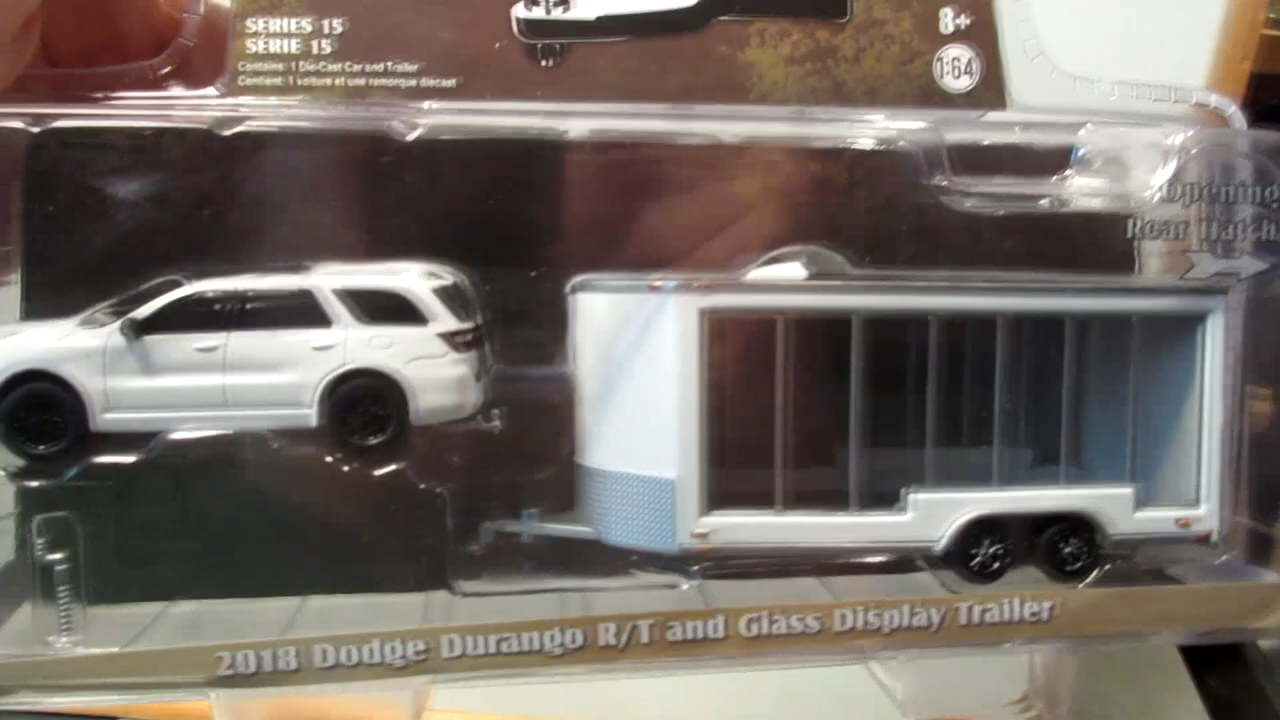 SERIES 15
SÉRIE 15
Contains: 1 Die-Cast Car and Trailer
Contient: 1 voiture et une remorque diecast
8+
1:64
Opening
Rear Hatch
2018 Dodge Durango R/T and Glass Display Trailer